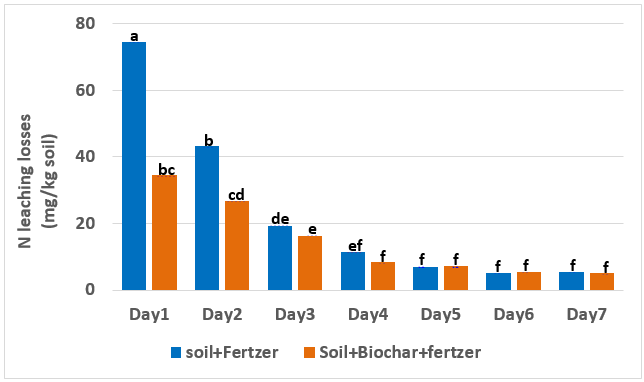 N leaching losses
(mg/kg soil)
80
60
40
20
0
a
bc
b
cd
de
e
ef
f
f
f
f
f
f
f
Day1 Day2 Day3 Day4 Day5 Day6 Day7
soil+Fertzer Soil+Biochar+fertzer